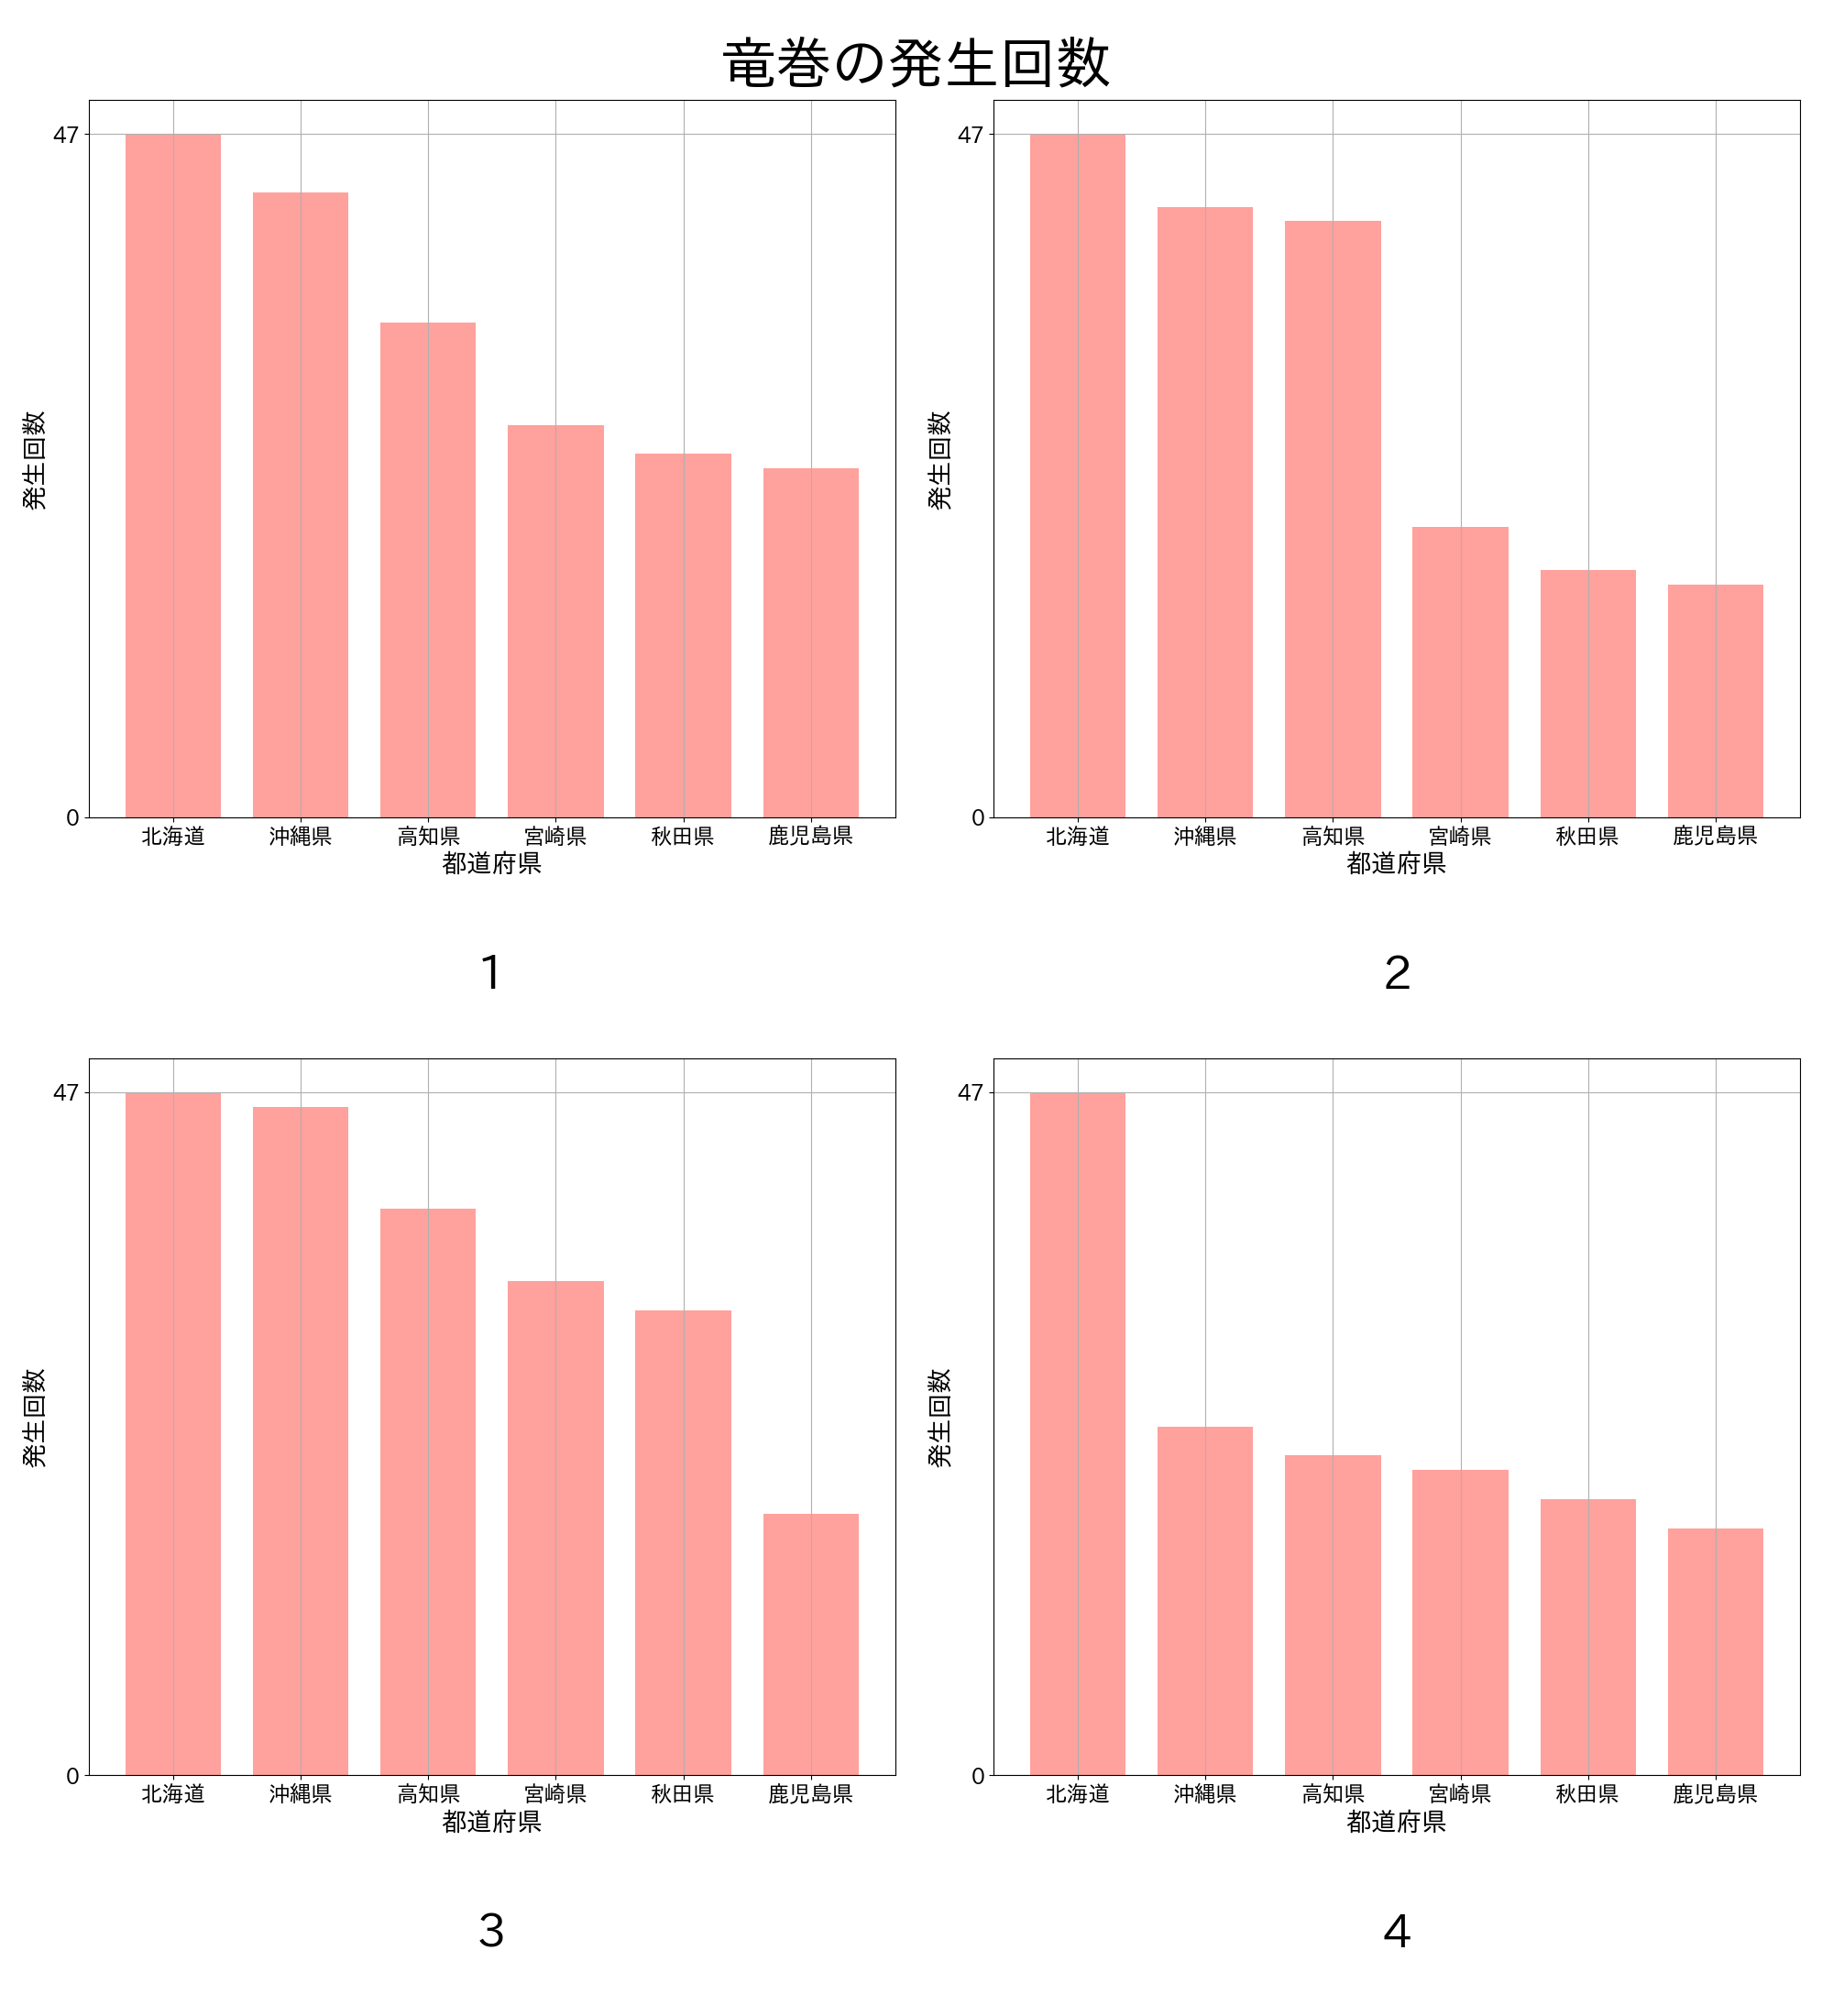 竜巻の発生回数
47
0
発生回数
北海道 沖縄県 高知県 宮崎県 秋田県 鹿児島県
都道府県
1
47
0
発生回数
北海道 沖縄県 高知県 宮崎県 秋田県 鹿児島県
都道府県
2
47
0
発生回数
北海道 沖縄県 高知県 宮崎県 秋田県 鹿児島県
都道府県
3
47
0
発生回数
北海道 沖縄県 高知県 宮崎県 秋田県 鹿児島県
都道府県
4